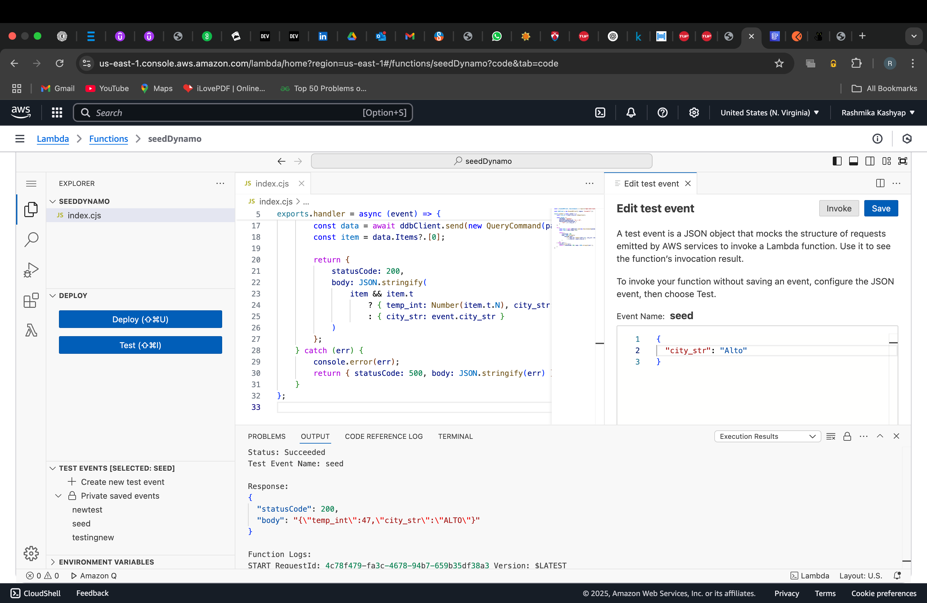 us-east-1.console.aws.amazon.com/lambda/home?region=us-east-1#/functions/seedDynamo?code&tab=code
Gmail
YouTube
Maps
iLovePDF | Online...
Top 50 Problems o...
All Bookmarks
aws
Search
[Option+S]
United States (N. Virginia)
Rashmika Kashyap
Lambda
Functions
seedDynamo
seedDynamo
EXPLORER
SEEDDYNAMO
index.cjs
DEPLOY
Deploy (⇧⌘U)
Test (⇧⌘I)
TEST EVENTS [SELECTED: SEED]
Create new test event
Private saved events
newtest
seed
testingnew
ENVIRONMENT VARIABLES
JS index.cjs
JS index.cjs > ...
5 exports.handler = async (event) => {
17 const data = await ddbClient.send(new QueryCommand(p
18 const item = data.Items?.[0];
19
20 return {
21 statusCode: 200,
22 body: JSON.stringify(
23 item && item.t
24 ? { temp_int: Number(item.t.N), city_str
25 : { city_str: event.city_str }
26 )
27 };
28 } catch (err) {
29 console.error(err);
30 return { statusCode: 500, body: JSON.stringify(err)
31 }
32 };
33
Edit test event
Edit test event
Invoke
Save
A test event is a JSON object that mocks the structure of requests
emitted by AWS services to invoke a Lambda function. Use it to see
the function's invocation result.
To invoke your function without saving an event, configure the JSON
event, then choose Test.
Event Name: seed
1 {
2 "city_str": "Alto"
3 }
PROBLEMS
OUTPUT
CODE REFERENCE LOG
TERMINAL
Execution Results
Status: Succeeded
Test Event Name: seed
Response:
{
"statusCode": 200,
"body": "{\"temp_int\":47,\"city_str\":\"ALTO\"}"
}
Function Logs:
START RequestId: 4c78f479-fa3c-4678-94b7-659b35df38a3 Version: $LATEST
0
0
Amazon Q
Lambda
Layout: U.S.
CloudShell
Feedback
© 2025, Amazon Web Services, Inc. or its affiliates.
Privacy
Terms
Cookie preferences